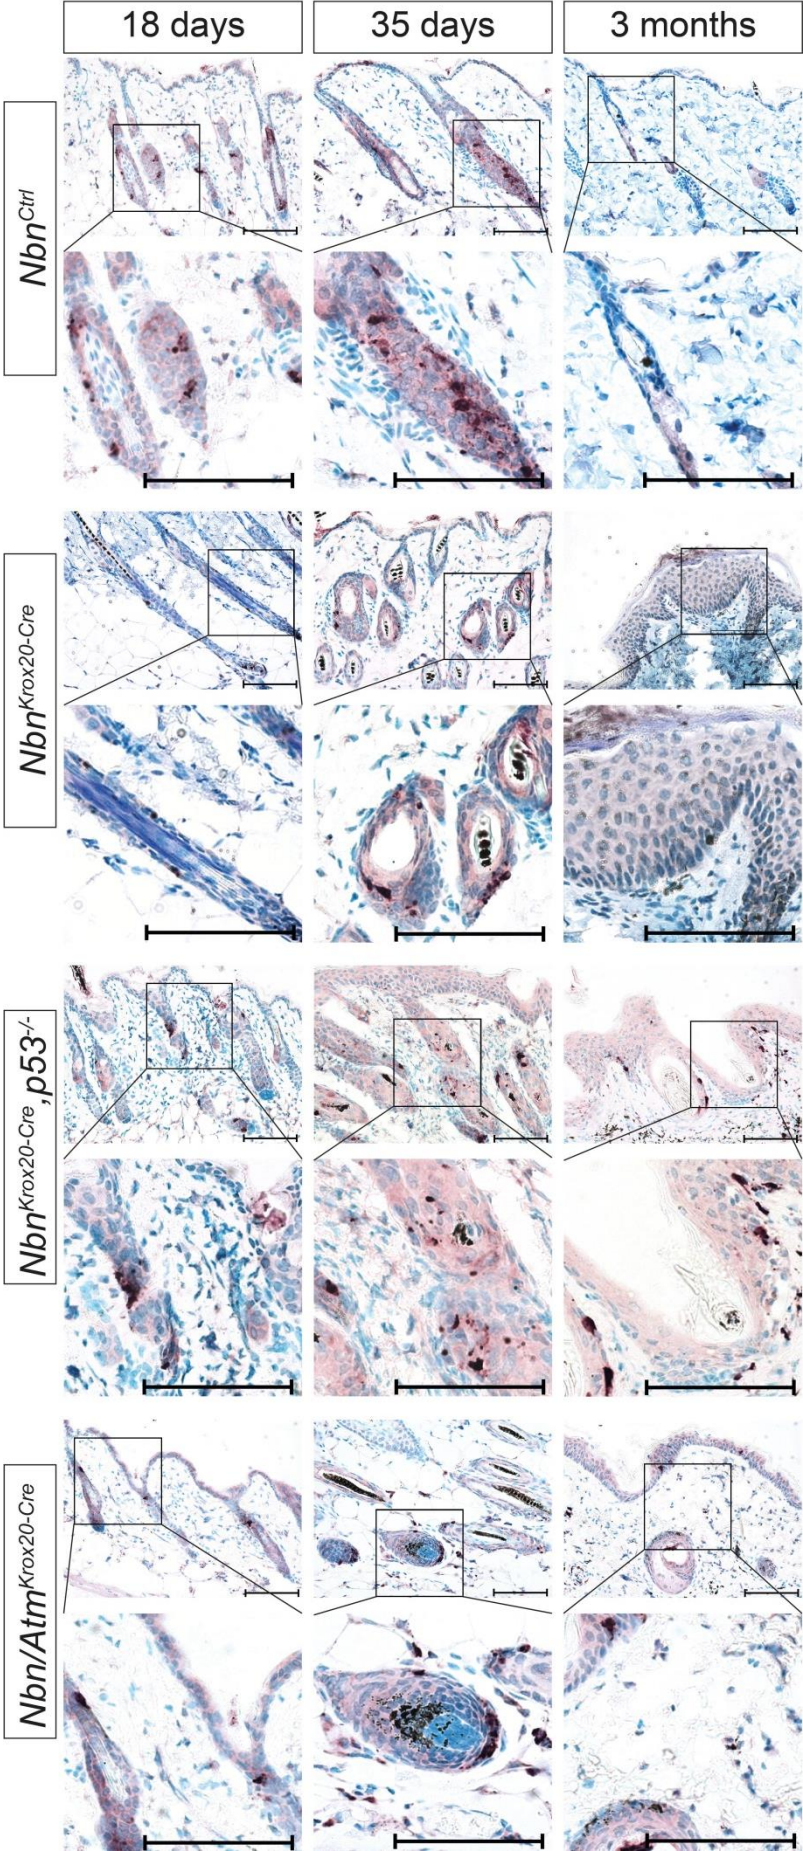 18 days
35 days
3 months
Nbn^Ctrl
Nbn^Krox20-Cre
Nbn^Krox20-Cre,p53^-/-
Nbn/Atm^Krox20-Cre